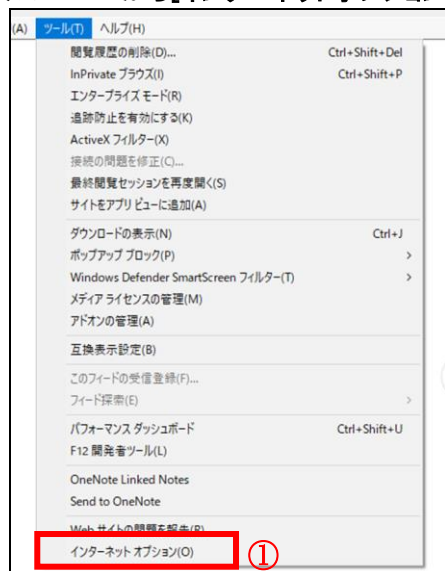 (A) ツール(T) ヘルプ(H)
閲覧履歴の削除(D)... Ctrl+Shift+Del
InPrivate ブラウズ(I) Ctrl+Shift+P
エンタープライズ モード(R)
追跡防止を有効にする(K)
ActiveX フィルター(X)
接続の問題を修正(C)...
最終閲覧セッションを再度開く(S)
サイトをアプリ ビューに追加(A)
ダウンロードの表示(N) Ctrl+J
ポップアップ ブロック(P) >
Windows Defender SmartScreen フィルター(T) >
メディア ライセンスの管理(M)
アドオンの管理(A)
互換表示設定(B)
このフィードの受信登録(F)...
フィード探索(E) >
パフォーマンス ダッシュボード Ctrl+Shift+U
F12 開発者ツール(L)
OneNote Linked Notes
Send to OneNote
Web サイトの問題を報告(R)
インターネット オプション(O) ①